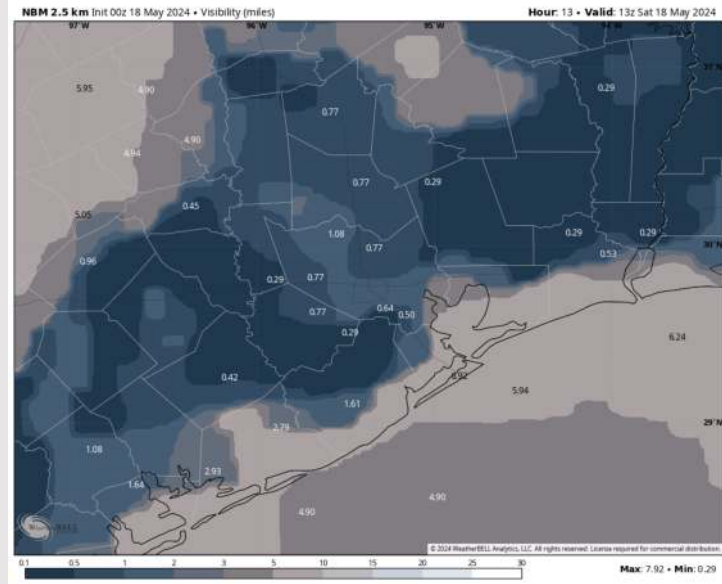 NBM 2.5 km Init 00z 18 May 2024 • Visibility (miles) Hour: 13 • Valid: 13z Sat 18 May 2024
97°W 96°W 95°W 94°W
31°N
5.95 4.90 0.77 0.29
4.90
4.94
0.77 0.29
5.05 0.45
1.08 0.29 0.29
30°N
0.77 0.53
0.96
0.29 0.77
0.77 0.64 0.50
0.29
6.24
0.42 6.92 5.94
1.61
29°N
2.79
1.08
2.93
1.64
4.90 4.90
WeatherBELL
© 2024 WeatherBELL Analytics, LLC. All rights reserved. License required for commercial distribution.
0.1 0.5 1 2 3 5 10 15 20 25 30
Max: 7.92 • Min: 0.29